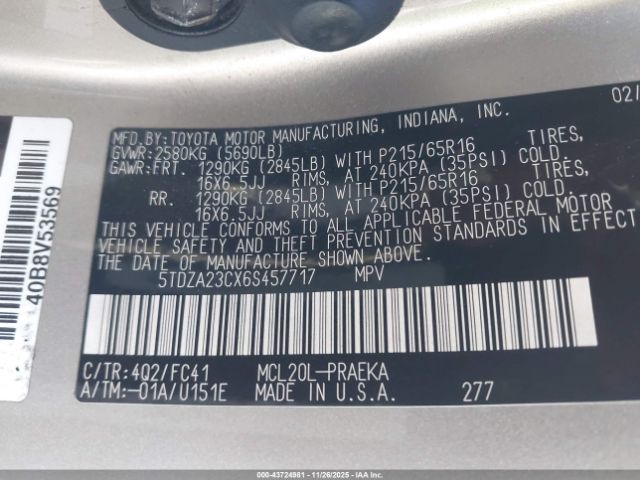 MFD.BY:TOYOTA MOTOR MANUFACTURING, INDIANA, INC. 02/
GVWR:2580KG (5690LB)
GAWR:FRT. 1290KG (2845LB) WITH P215/65R16 TIRES,
16X6.5JJ RIMS, AT 240KPA (35PSI) COLD.
RR. 1290KG (2845LB) WITH P215/65R16 TIRES,
16X6.5JJ RIMS, AT 240KPA (35PSI) COLD.
THIS VEHICLE CONFORMS TO ALL APPLICABLE FEDERAL MOTOR
VEHICLE SAFETY AND THEFT PREVENTION STANDARDS IN EFFECT
ON THE DATE OF MANUFACTURE SHOWN ABOVE.
5TDZA23CX6S457717 MPV
C/TR:4Q2/FC41 MCL20L-PRAEKA
A/TM:-01A/U151E MADE IN U.S.A. 277
40B8V53569
000-43724981 - 11/26/2025 - IAAI.CA